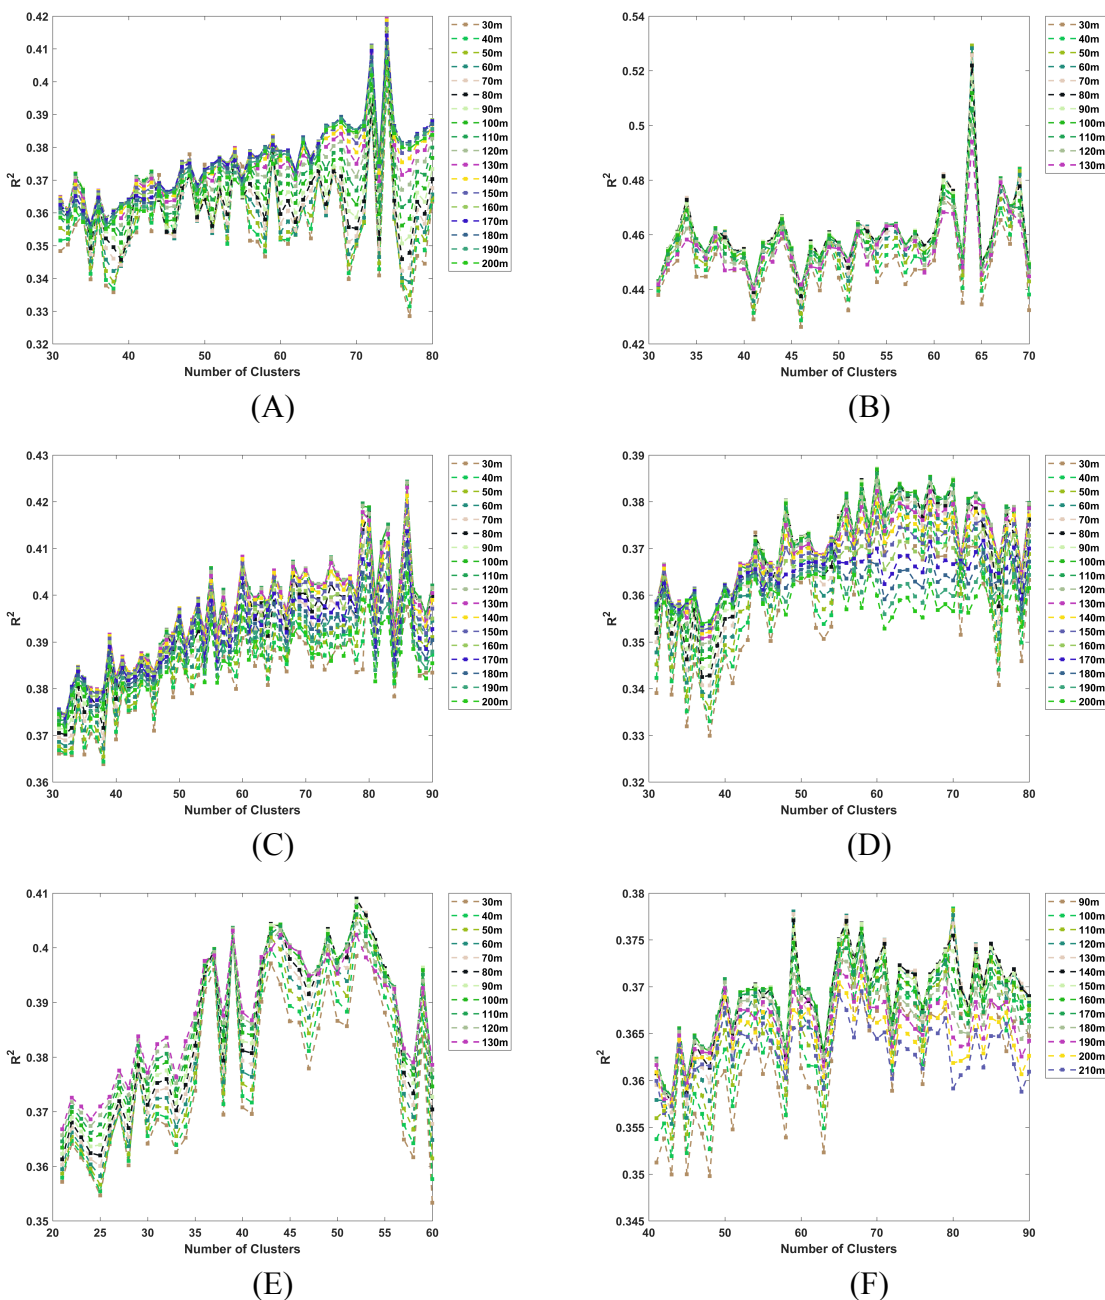 0.42
0.41
0.4
0.39
0.38
0.37
0.36
0.35
0.34
0.33
0.32
R²
30 40 50 60 70 80
Number of Clusters
30m
40m
50m
60m
70m
80m
90m
100m
110m
120m
130m
140m
150m
160m
170m
180m
190m
200m
(A)
0.54
0.52
0.5
0.48
0.46
0.44
0.42
R²
30 35 40 45 50 55 60 65 70
Number of Clusters
30m
40m
50m
60m
70m
80m
90m
100m
110m
120m
130m
(B)
0.43
0.42
0.41
0.4
0.39
0.38
0.37
0.36
R²
30 40 50 60 70 80 90
Number of Clusters
30m
40m
50m
60m
70m
80m
90m
100m
110m
120m
130m
140m
150m
160m
170m
180m
190m
200m
(C)
0.39
0.38
0.37
0.36
0.35
0.34
0.33
0.32
R²
30 40 50 60 70 80
Number of Clusters
30m
40m
50m
60m
70m
80m
90m
100m
110m
120m
130m
140m
150m
160m
170m
180m
190m
200m
(D)
0.41
0.4
0.39
0.38
0.37
0.36
0.35
R²
20 25 30 35 40 45 50 55 60
Number of Clusters
30m
40m
50m
60m
70m
80m
90m
100m
110m
120m
130m
(E)
0.38
0.375
0.37
0.365
0.36
0.355
0.35
0.345
R²
40 50 60 70 80 90
Number of Clusters
90m
100m
110m
120m
130m
140m
150m
160m
170m
180m
190m
200m
210m
(F)